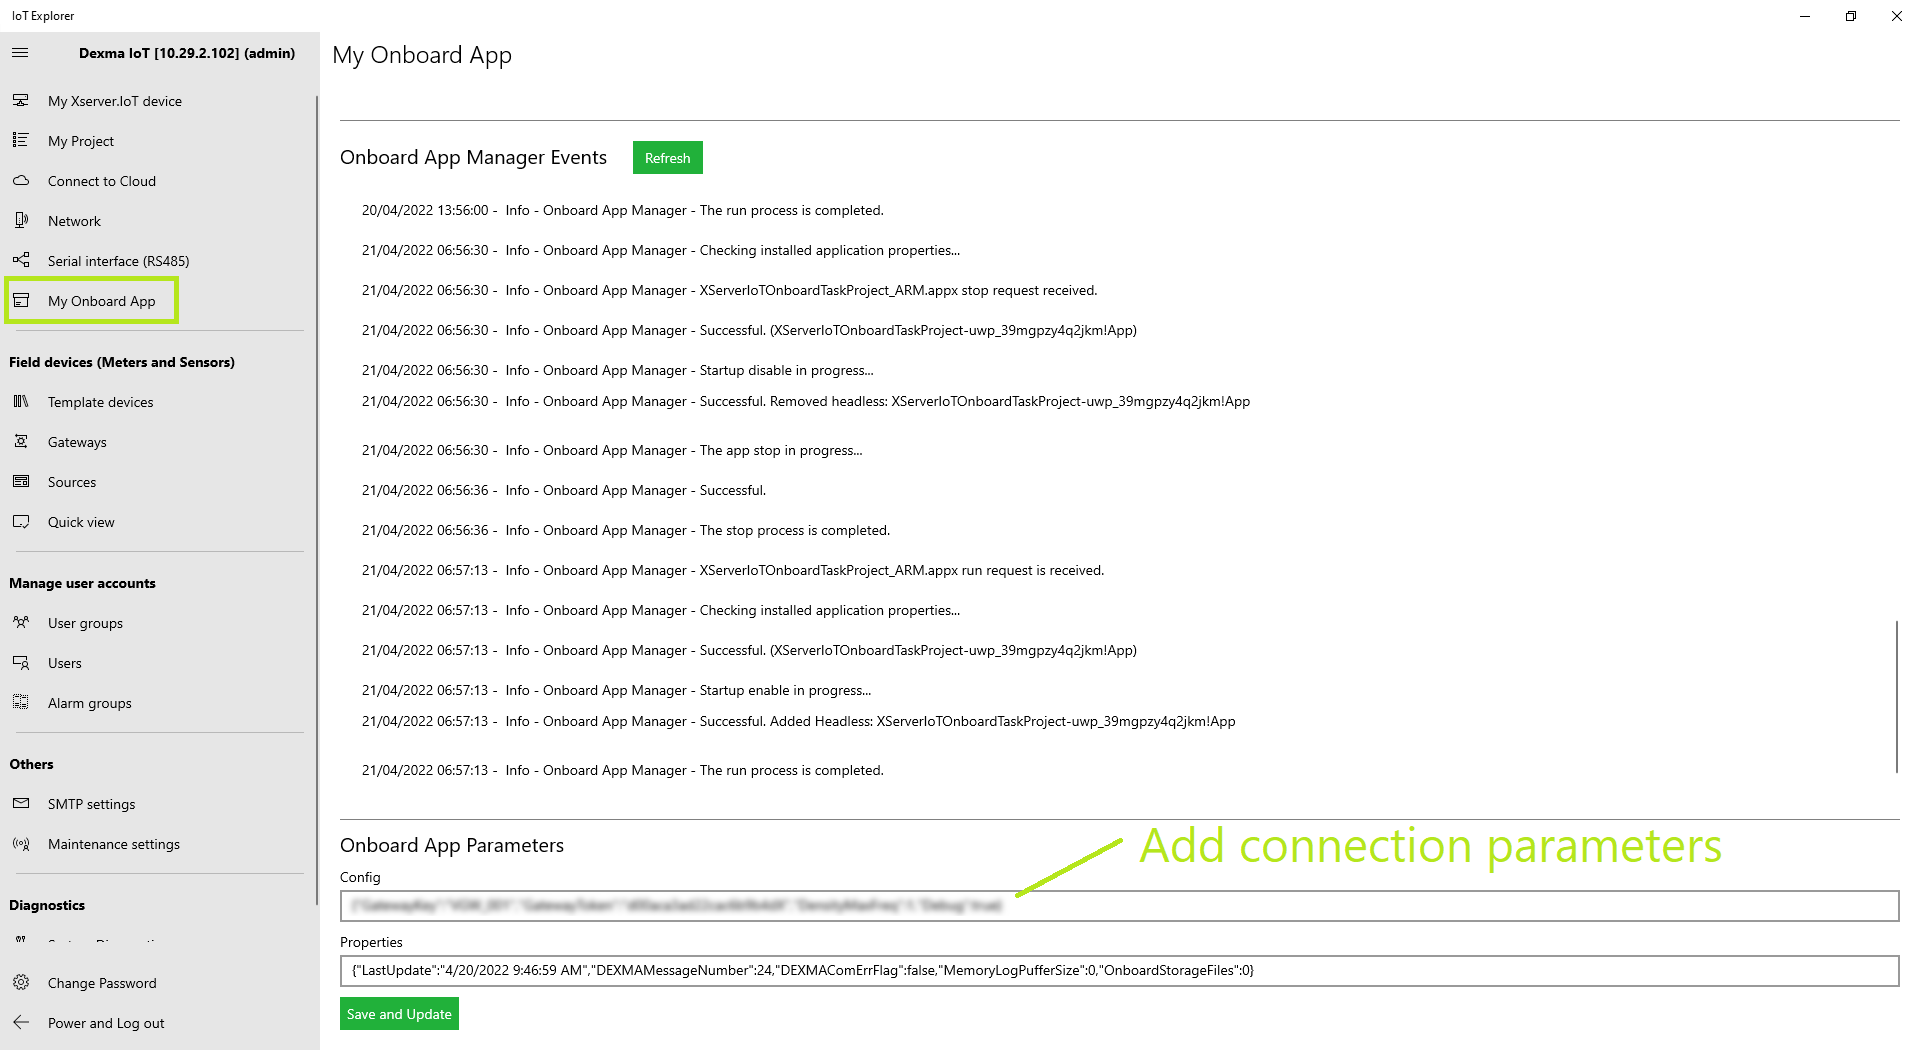 IoT Explorer
Dexma IoT [10.29.2.102] (admin)
My Xserver.IoT device
My Project
Connect to Cloud
Network
Serial interface (RS485)
My Onboard App
Field devices (Meters and Sensors)
Template devices
Gateways
Sources
Quick view
Manage user accounts
User groups
Users
Alarm groups
Others
SMTP settings
Maintenance settings
Diagnostics
Change Password
Power and Log out
My Onboard App
Onboard App Manager Events
Refresh
20/04/2022 13:56:00 - Info - Onboard App Manager - The run process is completed.
21/04/2022 06:56:30 - Info - Onboard App Manager - Checking installed application properties...
21/04/2022 06:56:30 - Info - Onboard App Manager - XServerIoTOnboardTaskProject_ARM.appx stop request received.
21/04/2022 06:56:30 - Info - Onboard App Manager - Successful. (XServerIoTOnboardTaskProject-uwp_39mgpzy4q2jkm!App)
21/04/2022 06:56:30 - Info - Onboard App Manager - Startup disable in progress...
21/04/2022 06:56:30 - Info - Onboard App Manager - Successful. Removed headless: XServerIoTOnboardTaskProject-uwp_39mgpzy4q2jkm!App
21/04/2022 06:56:30 - Info - Onboard App Manager - The app stop in progress...
21/04/2022 06:56:36 - Info - Onboard App Manager - Successful.
21/04/2022 06:56:36 - Info - Onboard App Manager - The stop process is completed.
21/04/2022 06:57:13 - Info - Onboard App Manager - XServerIoTOnboardTaskProject_ARM.appx run request is received.
21/04/2022 06:57:13 - Info - Onboard App Manager - Checking installed application properties...
21/04/2022 06:57:13 - Info - Onboard App Manager - Successful. (XServerIoTOnboardTaskProject-uwp_39mgpzy4q2jkm!App)
21/04/2022 06:57:13 - Info - Onboard App Manager - Startup enable in progress...
21/04/2022 06:57:13 - Info - Onboard App Manager - Successful. Added Headless: XServerIoTOnboardTaskProject-uwp_39mgpzy4q2jkm!App
21/04/2022 06:57:13 - Info - Onboard App Manager - The run process is completed.
Onboard App Parameters
Add connection parameters
Config
Properties
{"LastUpdate":"4/20/2022 9:46:59 AM","DEXMAMessageNumber":24,"DEXMAComErrFlag":false,"MemoryLogPufferSize":0,"OnboardStorageFiles":0}
Save and Update